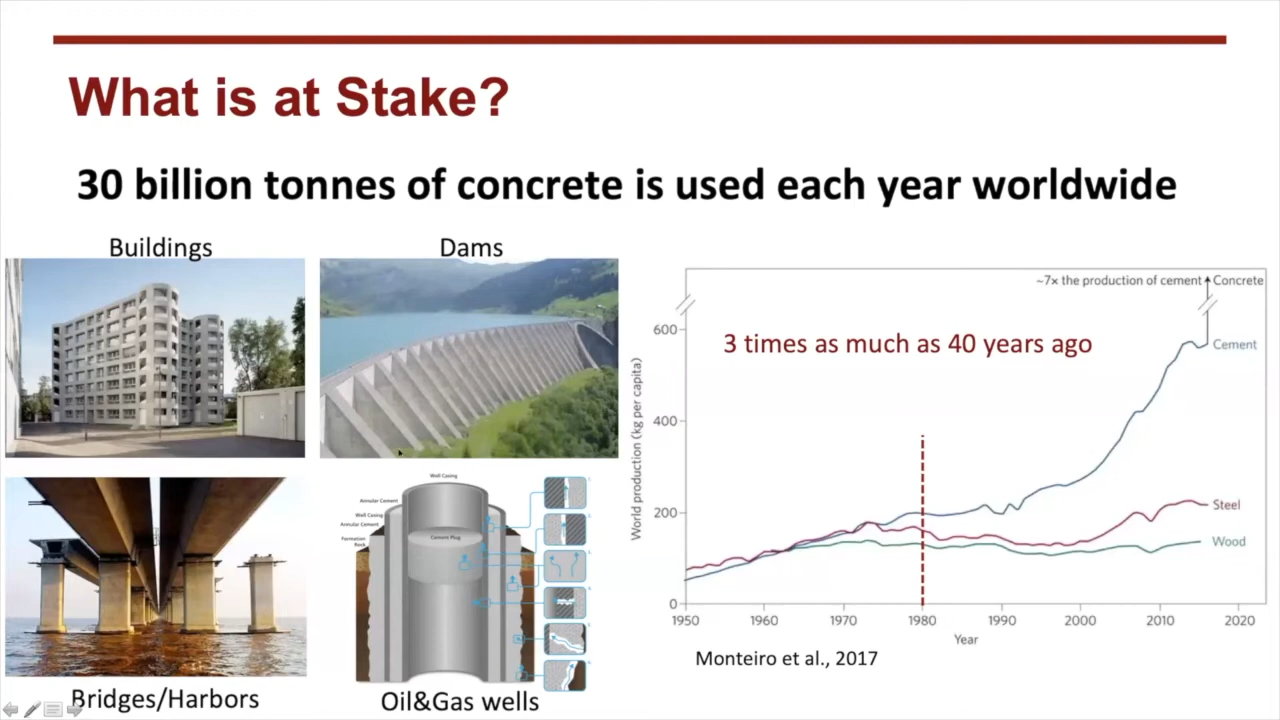 What is at Stake?
30 billion tonnes of concrete is used each year worldwide
Buildings
Dams
Bridges/Harbors
Well Casing
Annular Cement
Well Casing
Annular Cement
Formation
Rock
Cement Plug
Oil&Gas wells
~7x the production of cement
Concrete
3 times as much as 40 years ago
Cement
Steel
Wood
World production (kg per capita)
600
400
200
0
1950 1960 1970 1980 1990 2000 2010 2020
Year
Monteiro et al., 2017